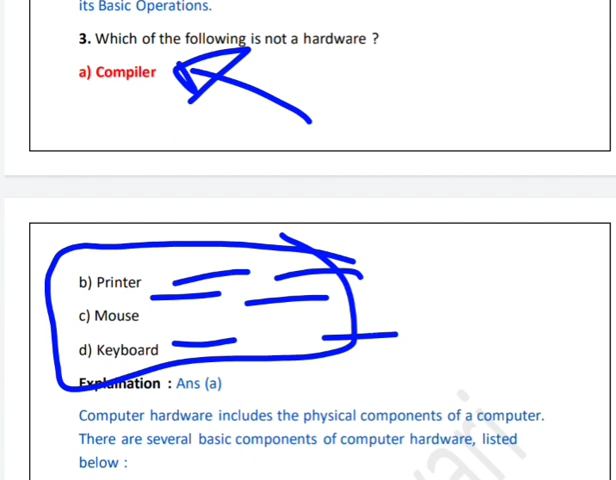 its Basic Operations.
3. Which of the following is not a hardware ?
a) Compiler
b) Printer
c) Mouse
d) Keyboard
Explanation : Ans (a)
Computer hardware includes the physical components of a computer.
There are several basic components of computer hardware, listed
below :